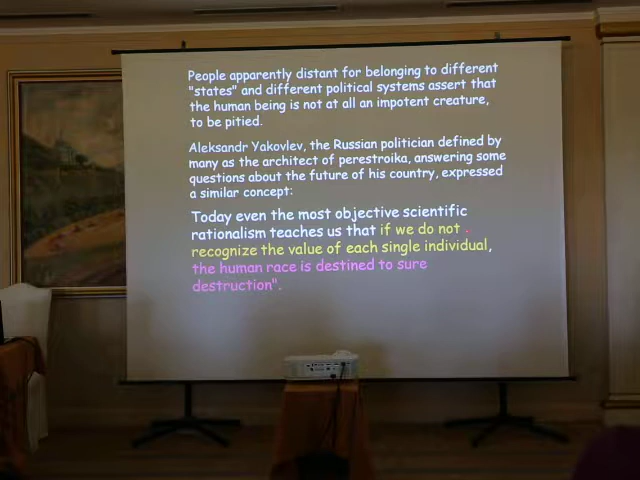 People apparently distant for belonging to different
"states" and different political systems assert that
the human being is not at all an impotent creature,
to be pitied.
Aleksandr Yakovlev, the Russian politician defined by
many as the architect of perestroika, answering some
questions about the future of his country, expressed
a similar concept:
Today even the most objective scientific
rationalism teaches us that if we do not
recognize the value of each single individual,
the human race is destined to sure
destruction".